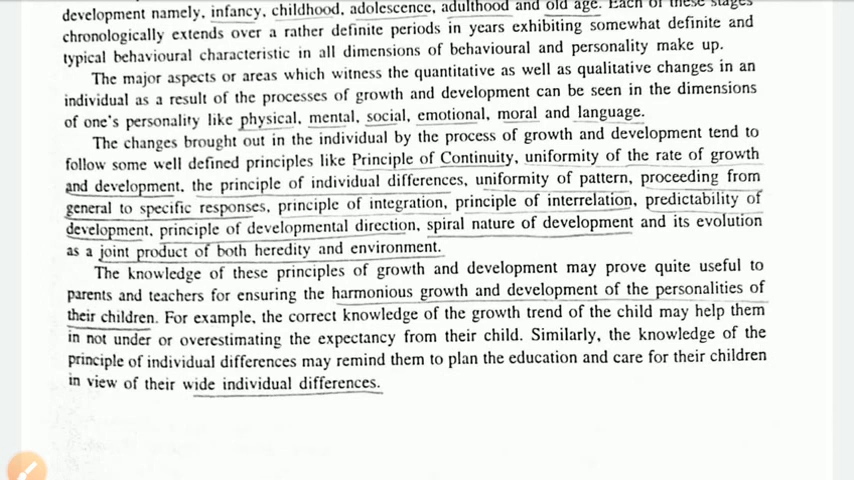 development namely, infancy, childhood, adolescence, adulthood and old age. Each of these stages
chronologically extends over a rather definite periods in years exhibiting somewhat definite and
typical behavioural characteristic in all dimensions of behavioural and personality make up.
The major aspects or areas which witness the quantitative as well as qualitative changes in an
individual as a result of the processes of growth and development can be seen in the dimensions
of one's personality like physical, mental, social, emotional, moral and language.
The changes brought out in the individual by the process of growth and development tend to
follow some well defined principles like Principle of Continuity, uniformity of the rate of growth
and development, the principle of individual differences, uniformity of pattern, proceeding from
general to specific responses, principle of integration, principle of interrelation, predictability of
development, principle of developmental direction, spiral nature of development and its evolution
as a joint product of both heredity and environment.
The knowledge of these principles of growth and development may prove quite useful to
parents and teachers for ensuring the harmonious growth and development of the personalities of
their children. For example, the correct knowledge of the growth trend of the child may help them
in not under or overestimating the expectancy from their child. Similarly, the knowledge of the
principle of individual differences may remind them to plan the education and care for their children
in view of their wide individual differences.